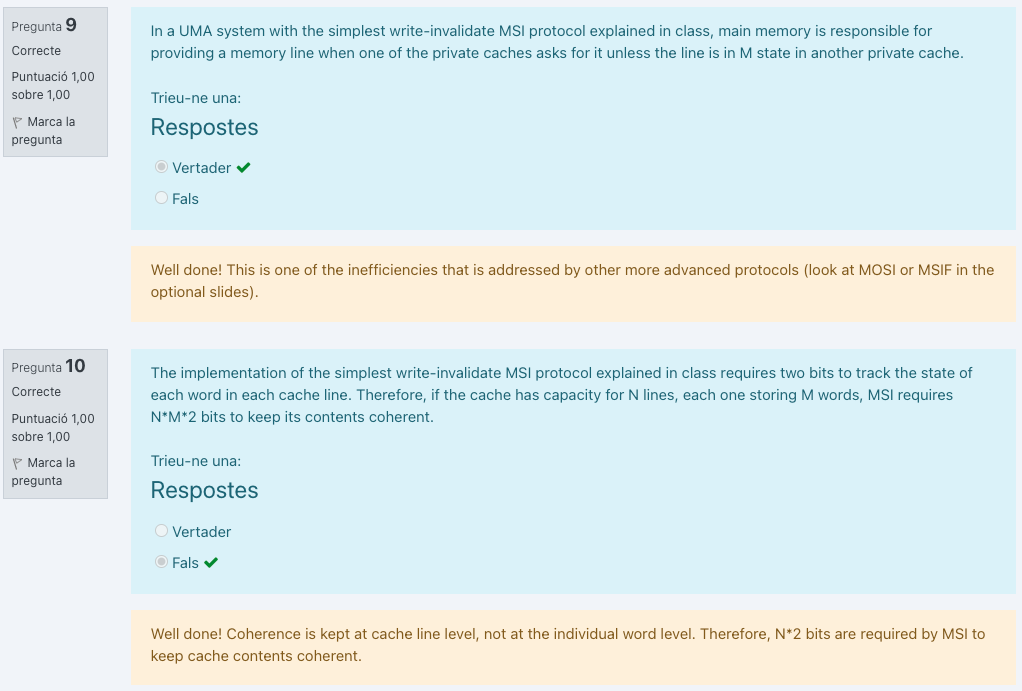 Pregunta 9
Correcte
Puntuació 1,00
sobre 1,00
Marca la
pregunta
In a UMA system with the simplest write-invalidate MSI protocol explained in class, main memory is responsible for
providing a memory line when one of the private caches asks for it unless the line is in M state in another private cache.
Trieu-ne una:
Respostes
Vertader
Fals
Well done! This is one of the inefficiencies that is addressed by other more advanced protocols (look at MOSI or MSIF in the
optional slides).
Pregunta 10
Correcte
Puntuació 1,00
sobre 1,00
Marca la
pregunta
The implementation of the simplest write-invalidate MSI protocol explained in class requires two bits to track the state of
each word in each cache line. Therefore, if the cache has capacity for N lines, each one storing M words, MSI requires
N*M*2 bits to keep its contents coherent.
Trieu-ne una:
Respostes
Vertader
Fals
Well done! Coherence is kept at cache line level, not at the individual word level. Therefore, N*2 bits are required by MSI to
keep cache contents coherent.